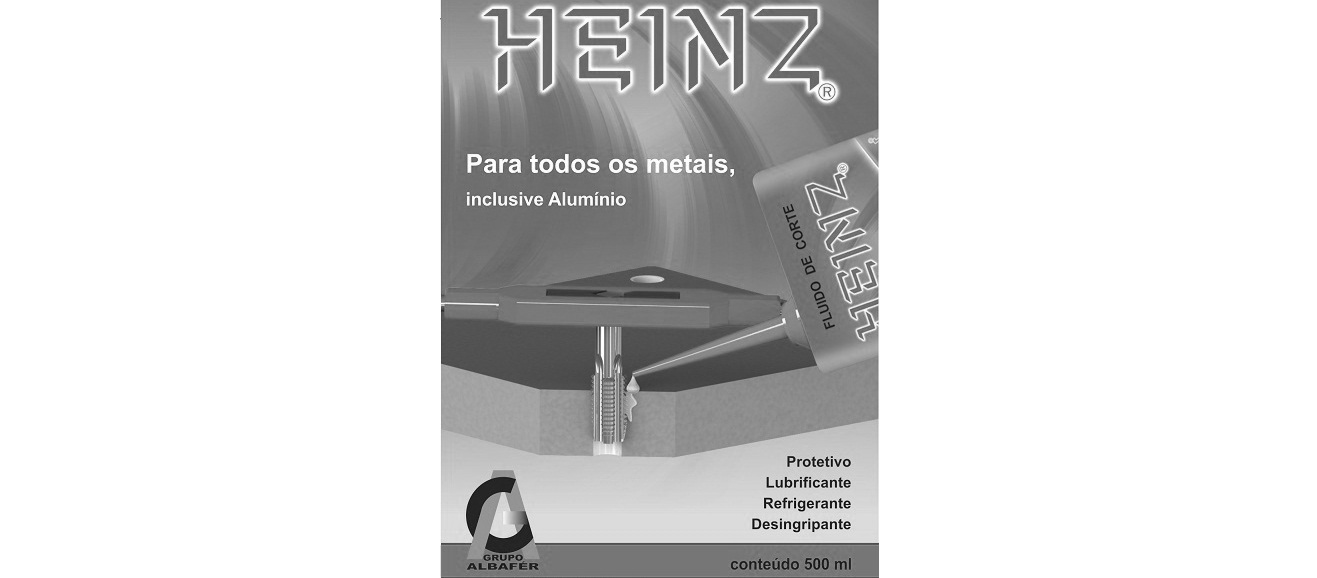 HEINZ
®
Para todos os metais,
inclusive Alumínio
HEINZ®
FLUIDO DE CORTE
Protetivo
Lubrificante
Refrigerante
Desingripante
GRUPO
ALBAFER
conteúdo 500 ml